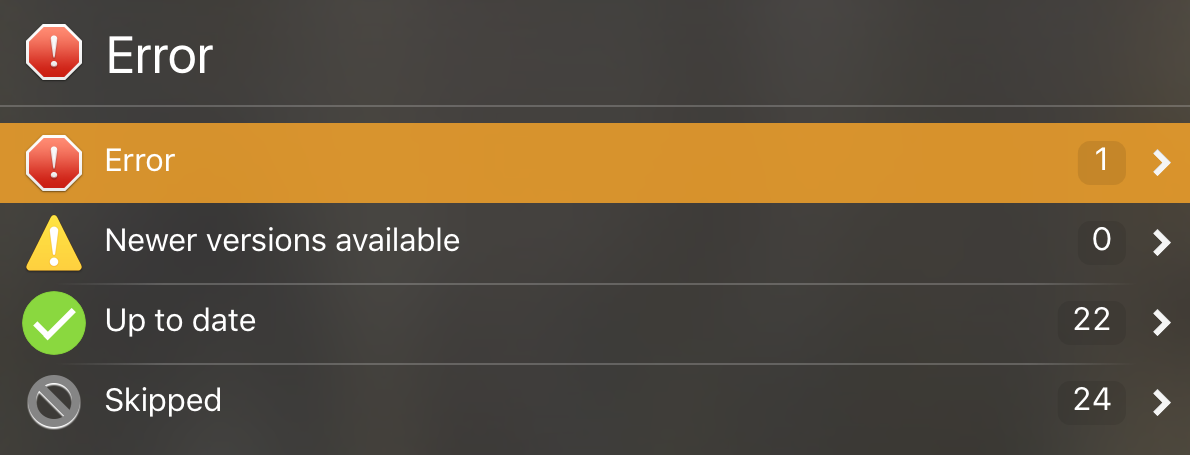 Error
Error 1
Newer versions available 0
Up to date 22
Skipped 24